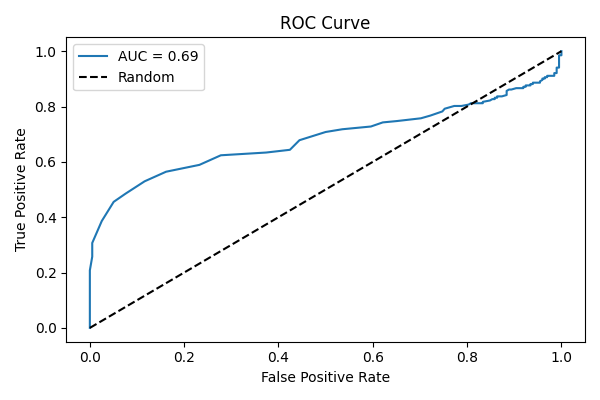 ROC Curve
AUC = 0.69
Random
True Positive Rate
1.0
0.8
0.6
0.4
0.2
0.0
0.0 0.2 0.4 0.6 0.8 1.0
False Positive Rate